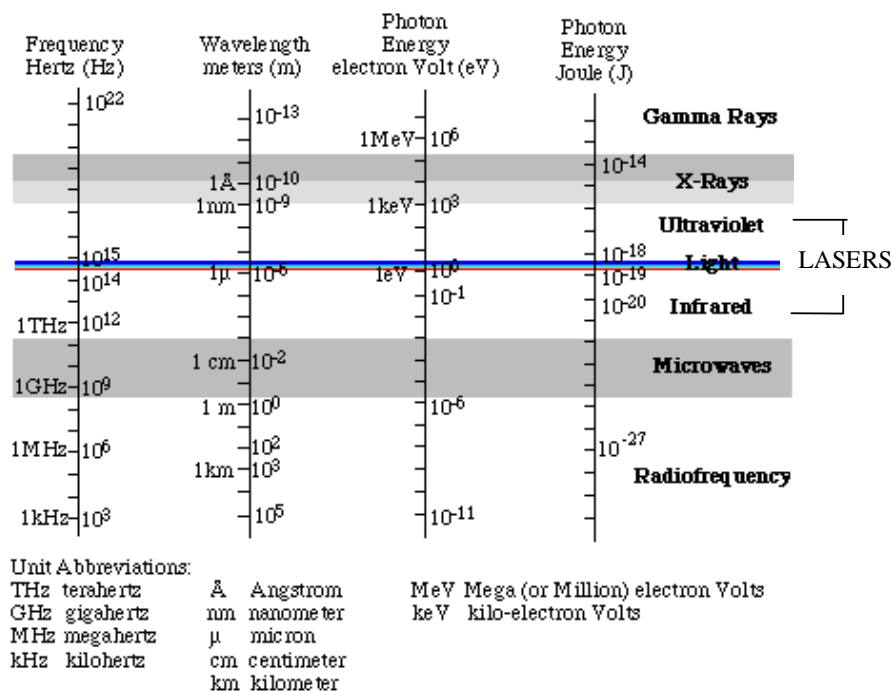 Frequency
Hertz (Hz)
Wavelength
meters (m)
Photon
Energy
electron Volt (eV)
Photon
Energy
Joule (J)
10^22
10^-13
1MeV 10^6
Gamma Rays
10^-14
1Å 10^-10
X-Rays
1nm 10^-9
1keV 10^3
Ultraviolet
10^15
10^-18
Light
LASERS
10^14
1μ 10^-6
1eV 10^0
10^-19
10^-1
10^-20
Infrared
1THz 10^12
1 cm 10^-2
Microwaves
1GHz 10^9
1 m 10^0
10^-6
1MHz 10^6
10^2
10^-27
1km 10^3
Radiofrequency
1kHz 10^3
10^5
10^-11
Unit Abbreviations:
THz terahertz Å Angstrom MeV Mega (or Million) electron Volts
GHz gigahertz nm nanometer keV kilo-electron Volts
MHz megahertz μ micron
kHz kilohertz cm centimeter
km kilometer